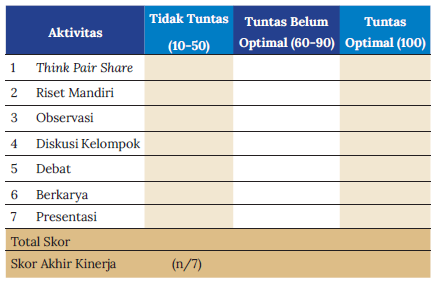 Aktivitas Tidak Tuntas (10-50) Tuntas Belum Optimal (60-90) Tuntas Optimal (100)
1 Think Pair Share
2 Riset Mandiri
3 Observasi
4 Diskusi Kelompok
5 Debat
6 Berkarya
7 Presentasi
Total Skor
Skor Akhir Kinerja (n/7)